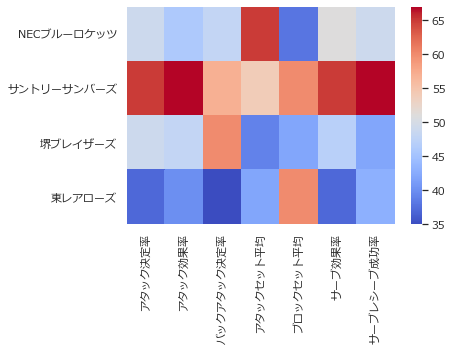 NECブルーロケッツ
サントリーサンバーズ
堺ブレイザーズ
東レアローズ
アタック決定率
アタック効果率
バックアタック決定率
アタックセット平均
ブロックセット平均
サーブ効果率
サーブレシーブ成功率
65
60
55
50
45
40
35